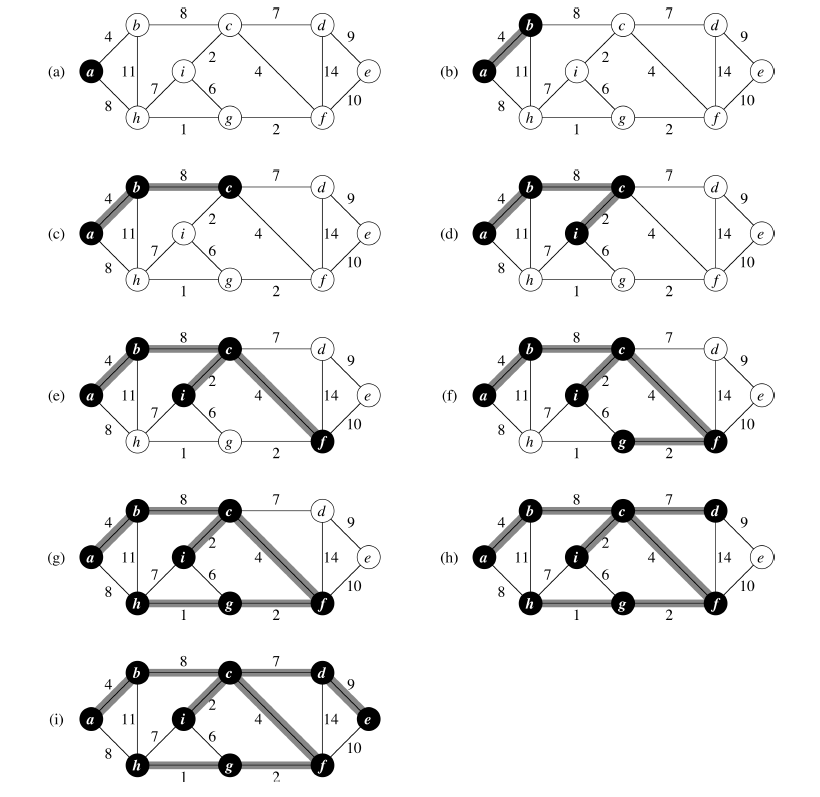 8 7
b c d
4 9
2
(a) a 11 i 4 14 e
7 6
8 10
h g f
1 2
8 7
b c d
4 9
2
(b) a 11 i 4 14 e
7 6
8 10
h g f
1 2
8 7
b c d
4 9
2
(c) a 11 i 4 14 e
7 6
8 10
h g f
1 2
8 7
b c d
4 9
2
(d) a 11 i 4 14 e
7 6
8 10
h g f
1 2
8 7
b c d
4 9
2
(e) a 11 i 4 14 e
7 6
8 10
h g f
1 2
8 7
b c d
4 9
2
(f) a 11 i 4 14 e
7 6
8 10
h g f
1 2
8 7
b c d
4 9
2
(g) a 11 i 4 14 e
7 6
8 10
h g f
1 2
8 7
b c d
4 9
2
(h) a 11 i 4 14 e
7 6
8 10
h g f
1 2
8 7
b c d
4 9
2
(i) a 11 i 4 14 e
7 6
8 10
h g f
1 2